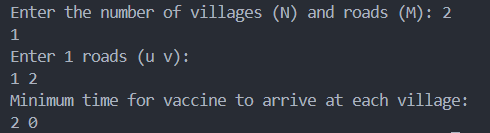 Enter the number of villages (N) and roads (M): 2
1
Enter 1 roads (u v):
1 2
Minimum time for vaccine to arrive at each village:
2 0